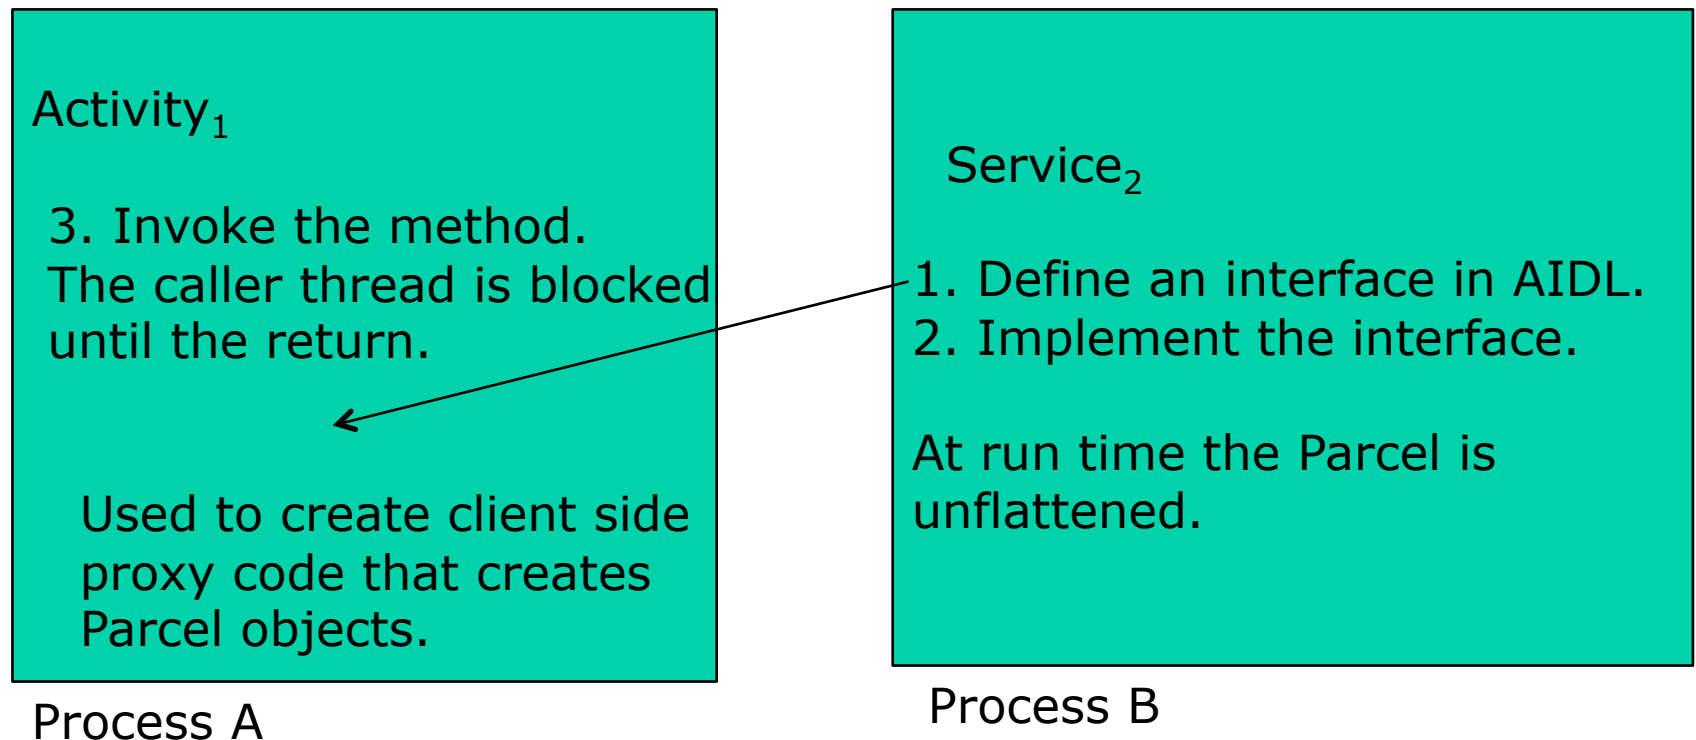 Activity₁
3. Invoke the method.
The caller thread is blocked
until the return.
Used to create client side
proxy code that creates
Parcel objects.
Process A
Service₂
1. Define an interface in AIDL.
2. Implement the interface.
At run time the Parcel is
unflattened.
Process B